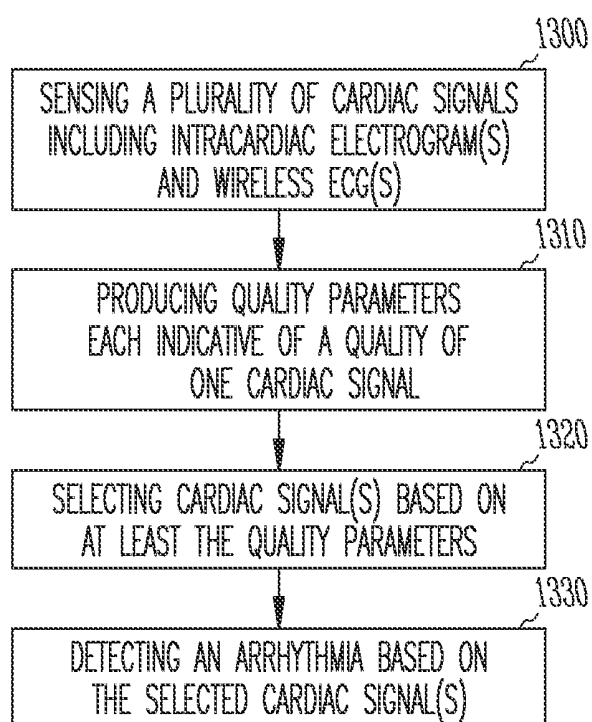 1300
SENSING A PLURALITY OF CARDIAC SIGNALS
INCLUDING INTRACARDIAC ELECTROGRAM(S)
AND WIRELESS ECG(S)
1310
PRODUCING QUALITY PARAMETERS
EACH INDICATIVE OF A QUALITY OF
ONE CARDIAC SIGNAL
1320
SELECTING CARDIAC SIGNAL(S) BASED ON
AT LEAST THE QUALITY PARAMETERS
1330
DETECTING AN ARRHYTHMIA BASED ON
THE SELECTED CARDIAC SIGNAL(S)